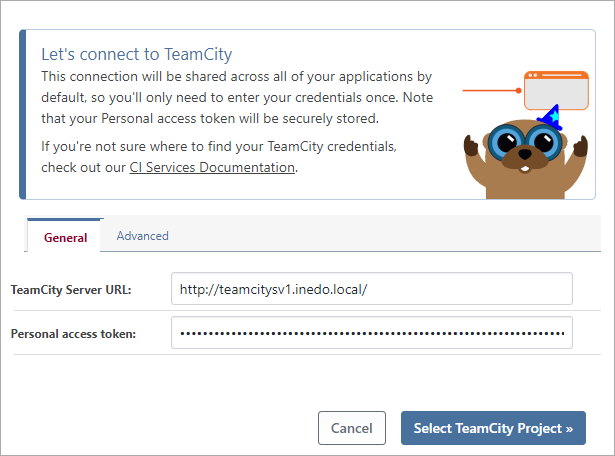 Let's connect to TeamCity
This connection will be shared across all of your applications by
default, so you'll only need to enter your credentials once. Note
that your Personal access token will be securely stored.
If you're not sure where to find your TeamCity credentials,
check out our CI Services Documentation.
General
Advanced
TeamCity Server URL:
http://teamcitysv1.inedo.local/
Personal access token:
Cancel
Select TeamCity Project »